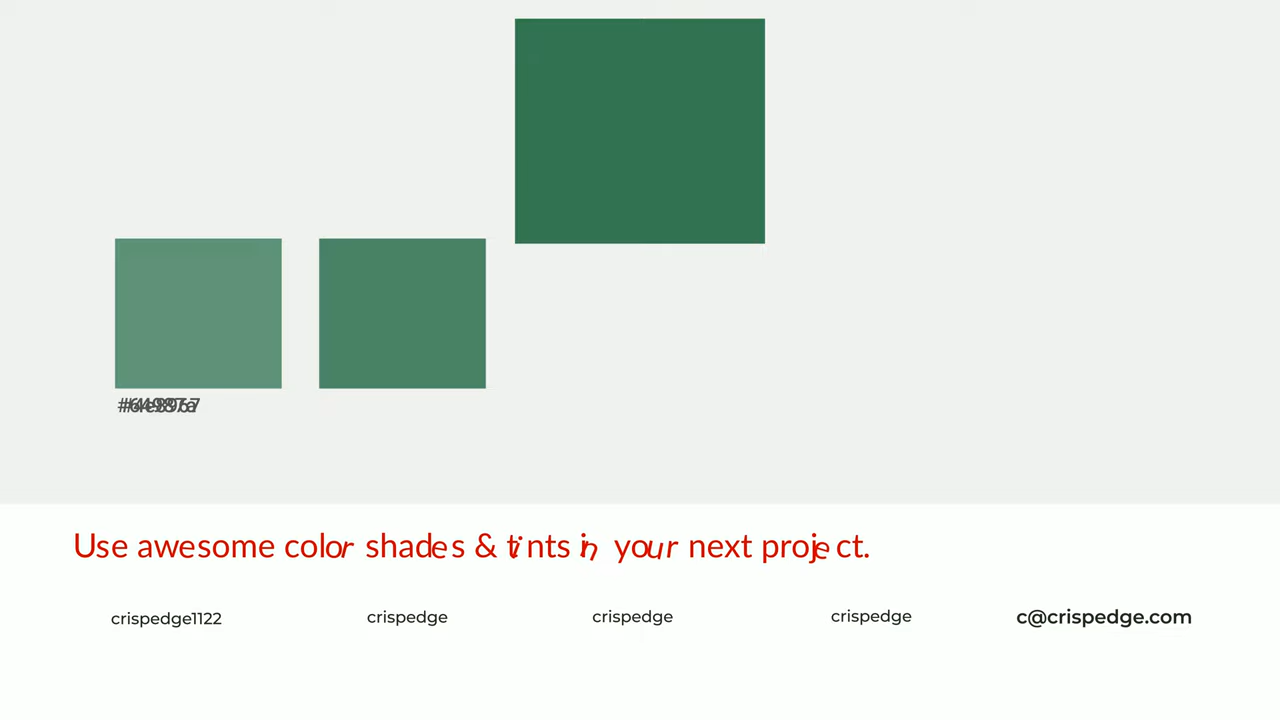 Use awesome color shades & tints in your next project.
crispedge1122 crispedge crispedge crispedge c@crispedge.com